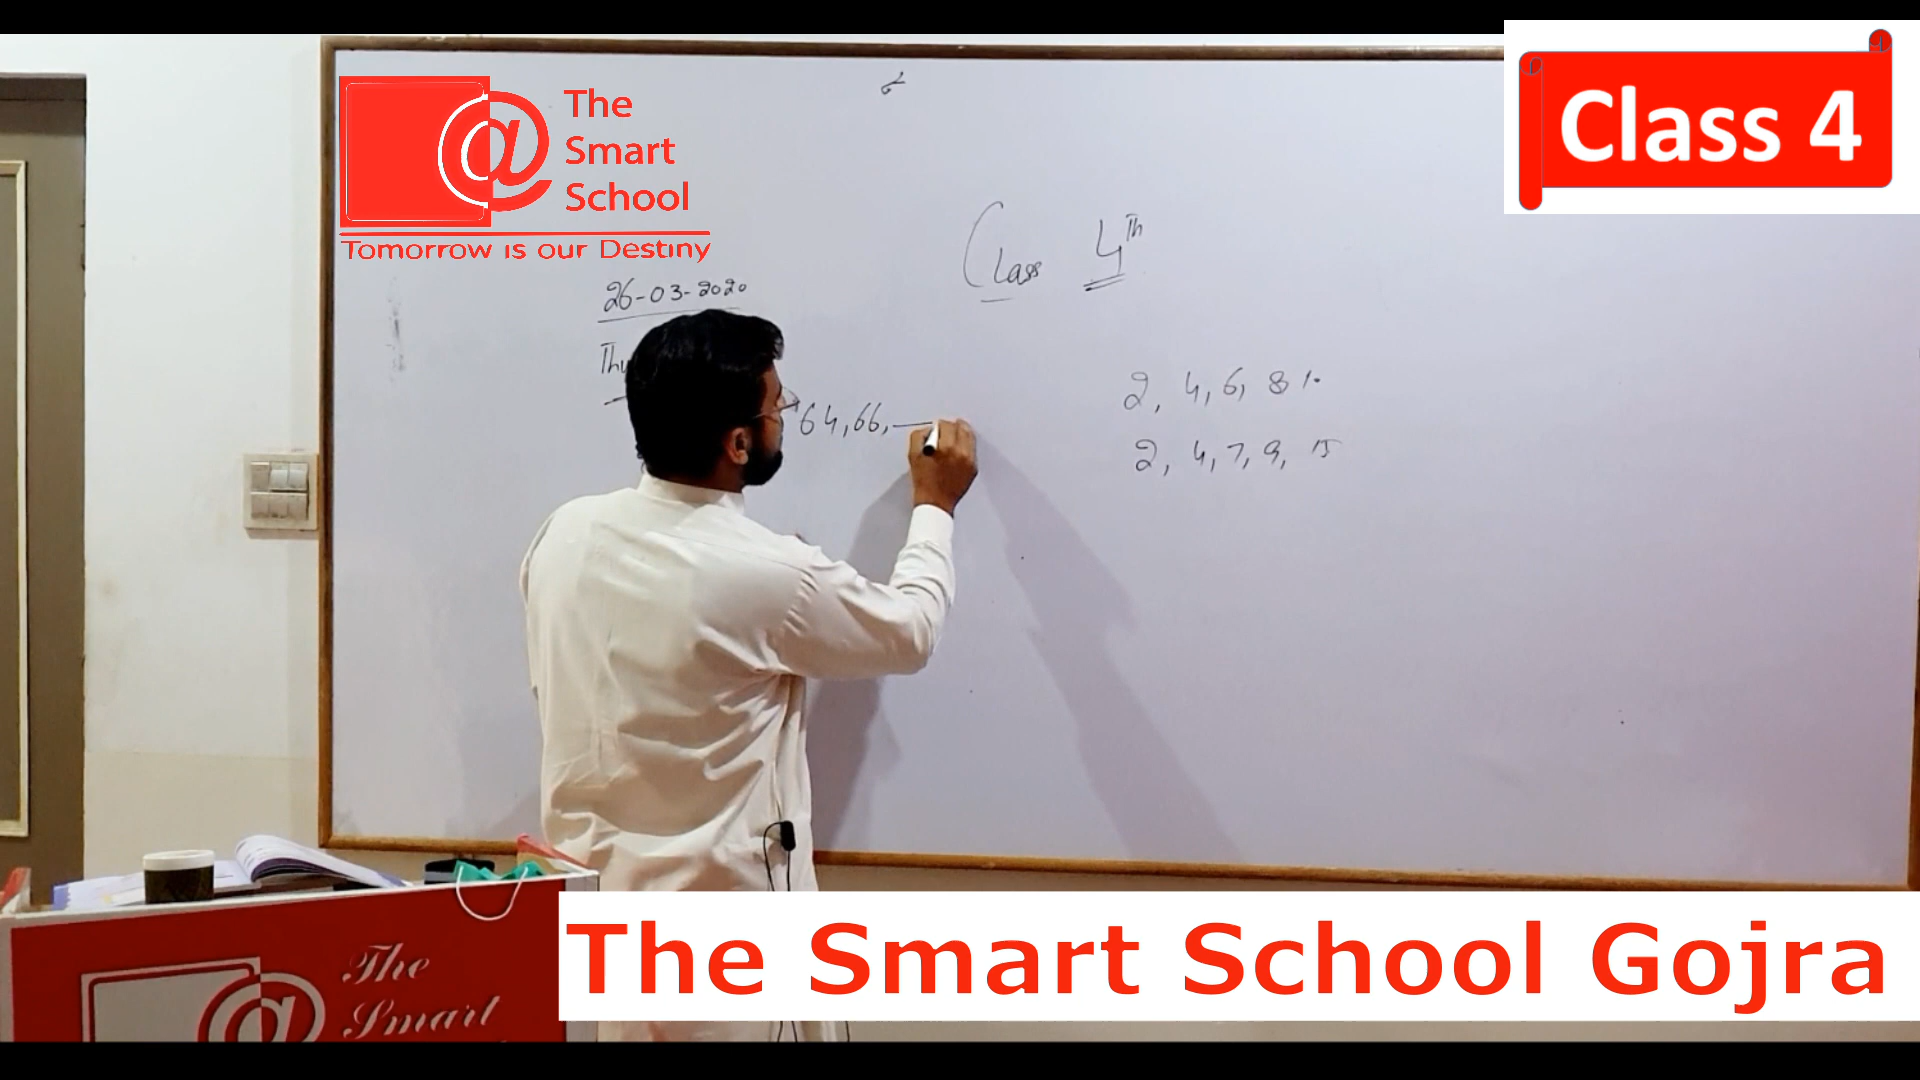 The
Smart
School
Tomorrow is our Destiny
Class 4
Class 4Th
26-03-2020
Thu
64, 66, —
2, 4, 6, 8 10
2, 4, 7, 9, 15
The
Smart
The Smart School Gojra